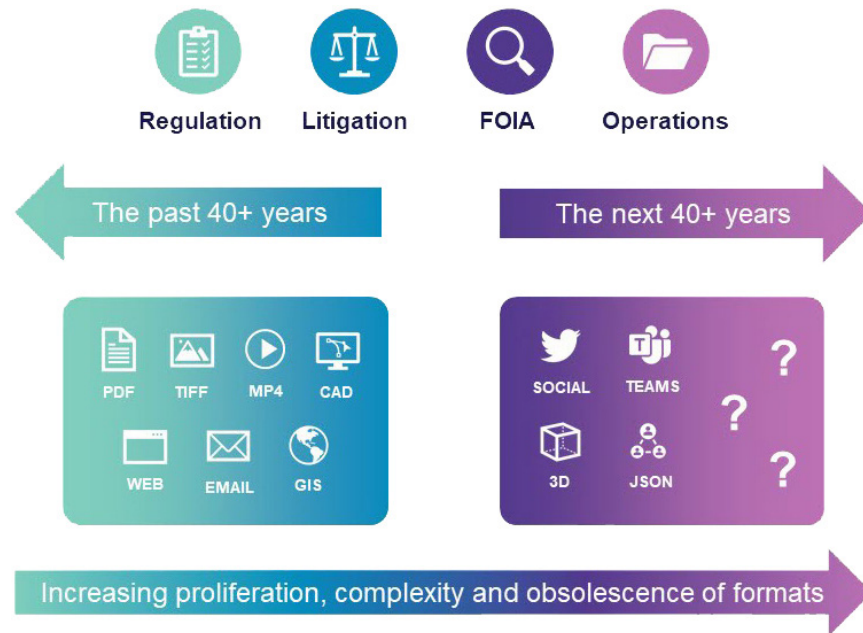 Regulation
Litigation
FOIA
Operations
The past 40+ years
The next 40+ years
PDF
TIFF
MP4
CAD
WEB
EMAIL
GIS
SOCIAL
T
TEAMS
?
?
?
3D
JSON
Increasing proliferation, complexity and obsolescence of formats